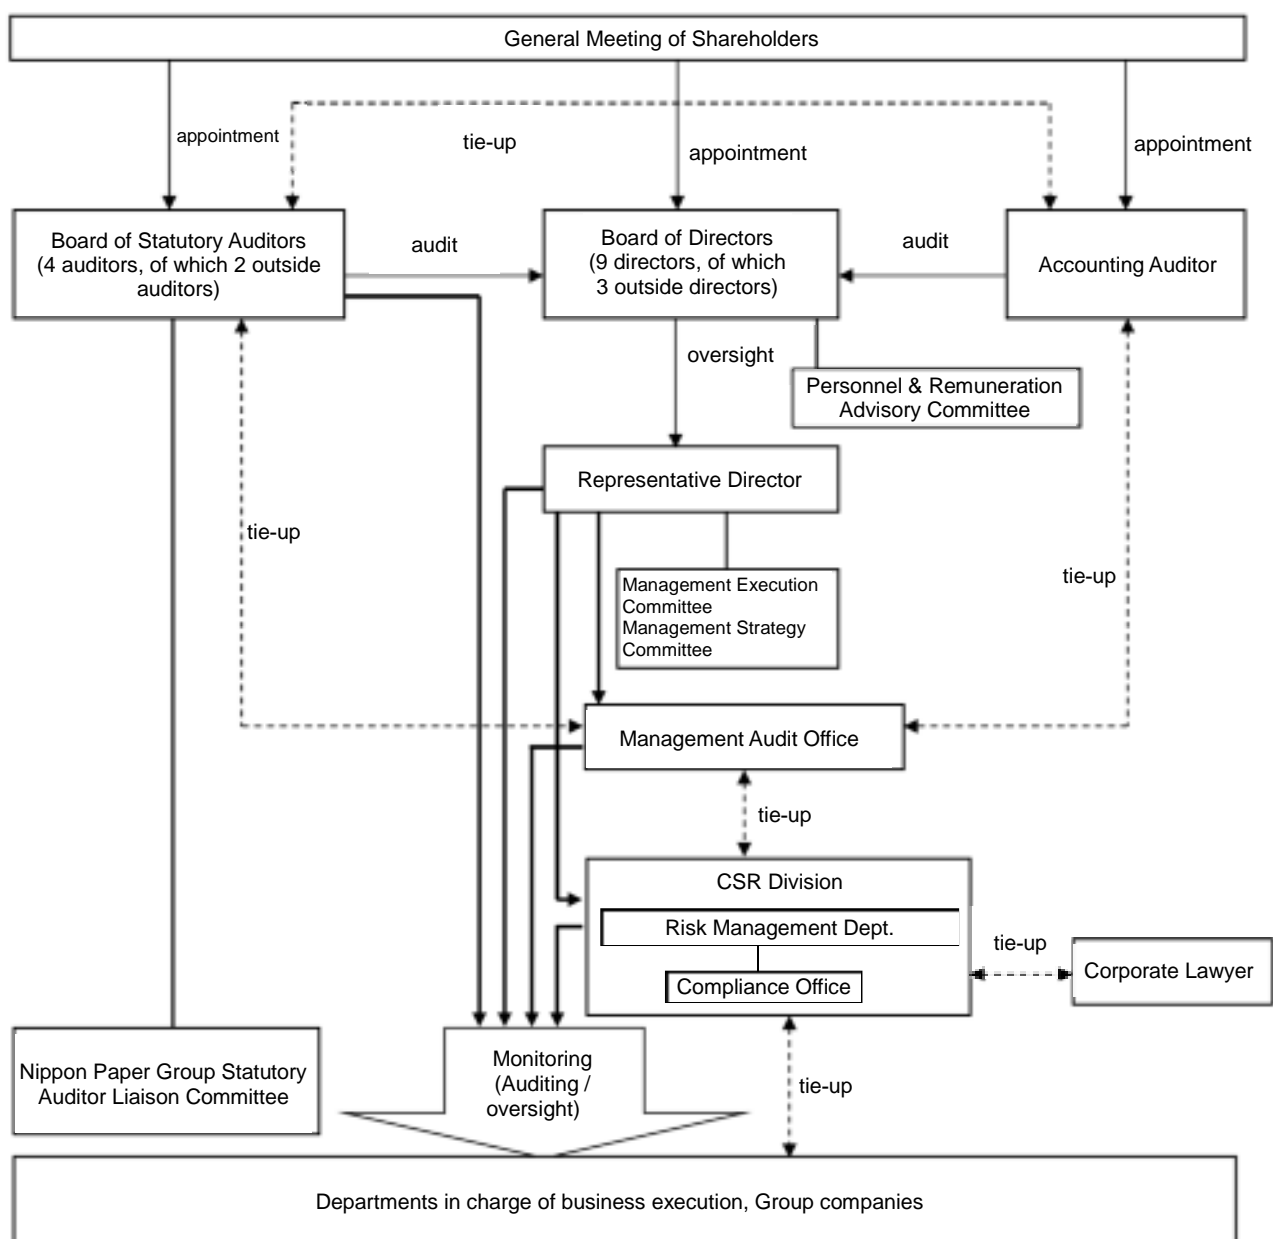 General Meeting of Shareholders
appointment
tie-up
appointment
appointment
Board of Statutory Auditors
(4 auditors, of which 2 outside
auditors)
audit
Board of Directors
(9 directors, of which
3 outside directors)
audit
Accounting Auditor
oversight
Personnel & Remuneration
Advisory Committee
Representative Director
tie-up
Management Execution
Committee
Management Strategy
Committee
tie-up
Management Audit Office
tie-up
CSR Division
Risk Management Dept.
Compliance Office
tie-up
Corporate Lawyer
Nippon Paper Group Statutory
Auditor Liaison Committee
Monitoring
(Auditing /
oversight)
tie-up
Departments in charge of business execution, Group companies